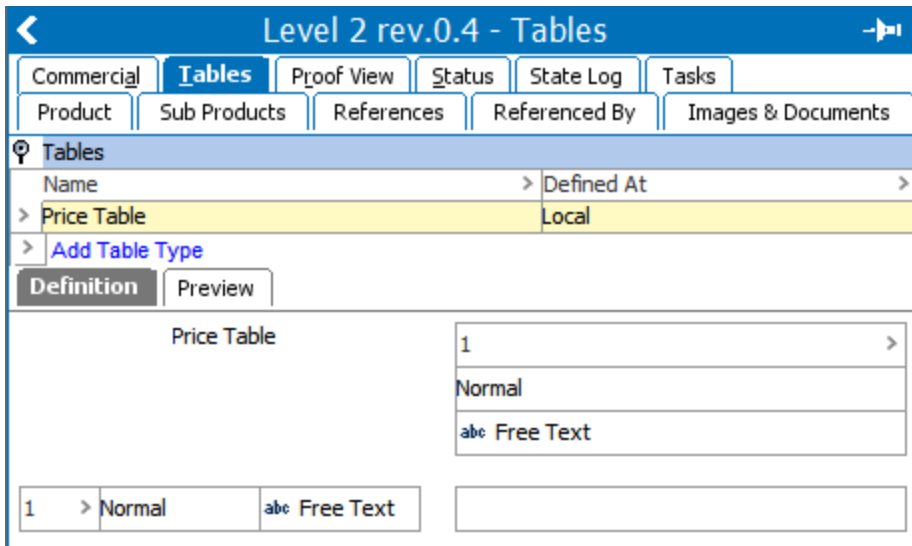 Level 2 rev.0.4 - Tables
Commercial Tables Proof View Status State Log Tasks
Product Sub Products References Referenced By Images & Documents
Tables
Name > Defined At >
> Price Table Local
> Add Table Type
Definition Preview
Price Table 1 >
Normal
abc Free Text
1 > Normal abc Free Text